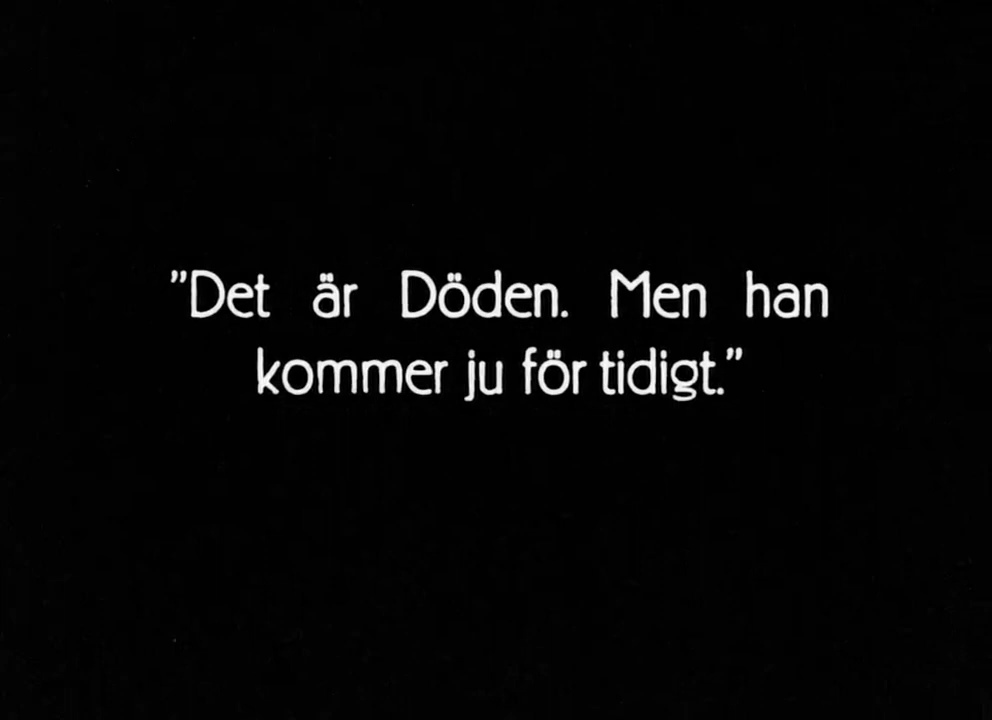 ”Det är Döden. Men han
kommer ju för tidigt.”